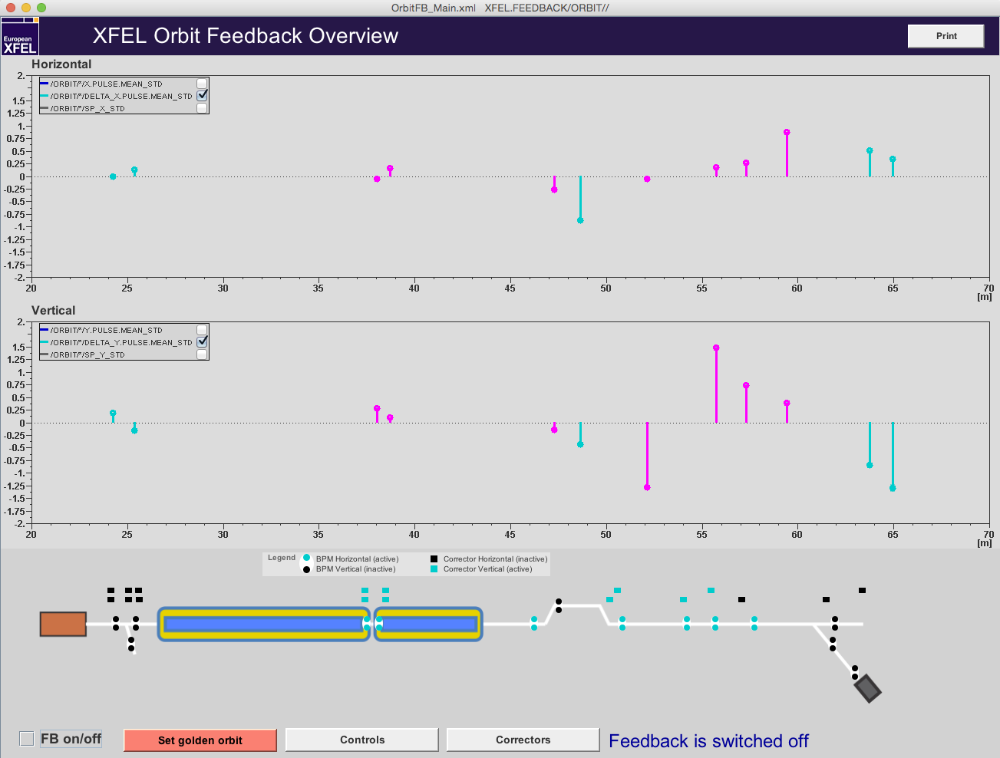 OrbitFB_Main.xml   XFEL.FEEDBACK/ORBIT//
European
XFEL
XFEL Orbit Feedback Overview
Print
Horizontal
/ORBIT/*/X.PULSE.MEAN_STD
/ORBIT/*/DELTA_X.PULSE.MEAN_STD
/ORBIT/*/SP_X_STD
2.
1.5
1.25
1.
0.75
0.5
0.25
0
-0.25
-0.5
-0.75
-1.
-1.25
-1.5
-1.75
-2.
20 25 30 35 40 45 50 55 60 65 70
[m]
Vertical
/ORBIT/*/Y.PULSE.MEAN_STD
/ORBIT/*/DELTA_Y.PULSE.MEAN_STD
/ORBIT/*/SP_Y_STD
2.
1.5
1.25
1.
0.75
0.5
0.25
0
-0.25
-0.5
-0.75
-1.
-1.25
-1.5
-1.75
-2.
20 25 30 35 40 45 50 55 60 65 70
[m]
Legend
BPM Horizontal (active)
Corrector Horizontal (inactive)
BPM Vertical (inactive)
Corrector Vertical (active)
FB on/off
Set golden orbit
Controls
Correctors
Feedback is switched off